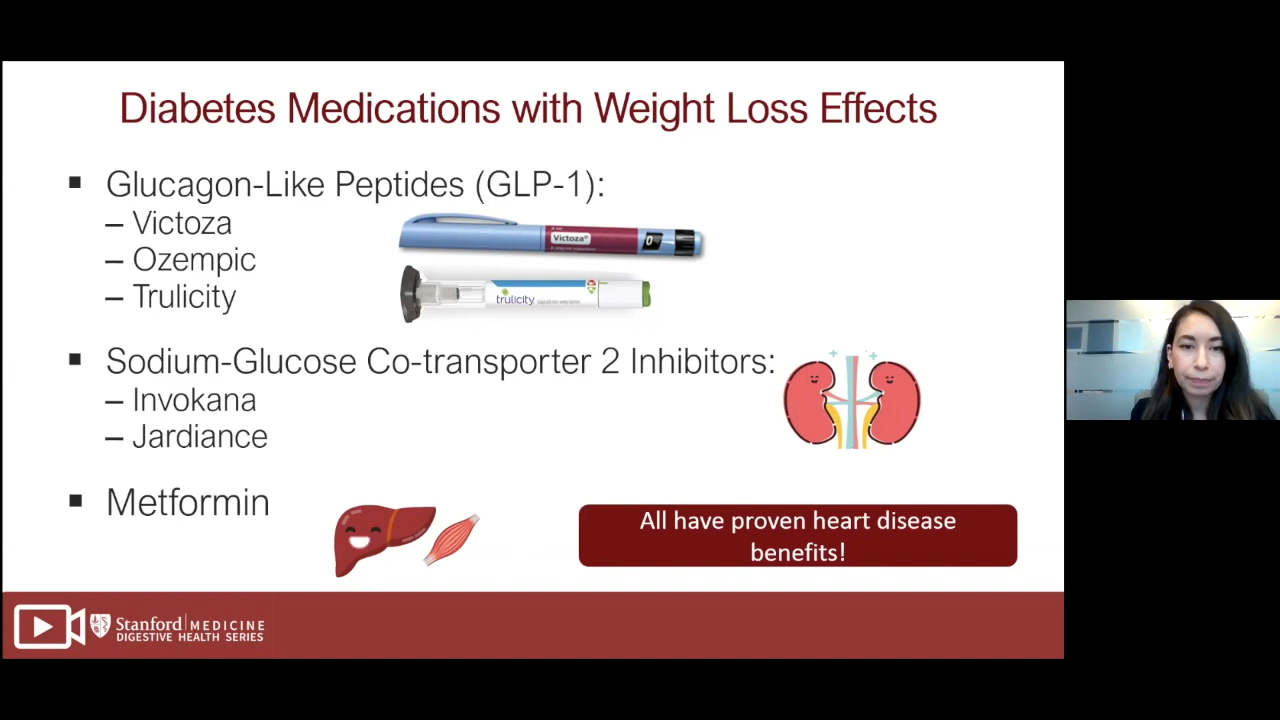 Diabetes Medications with Weight Loss Effects
▪ Glucagon-Like Peptides (GLP-1):
– Victoza
– Ozempic
– Trulicity
Victoza®
0
trulicity
▪ Sodium-Glucose Co-transporter 2 Inhibitors:
– Invokana
– Jardiance
▪ Metformin
All have proven heart disease
benefits!
Stanford MEDICINE
DIGESTIVE HEALTH SERIES